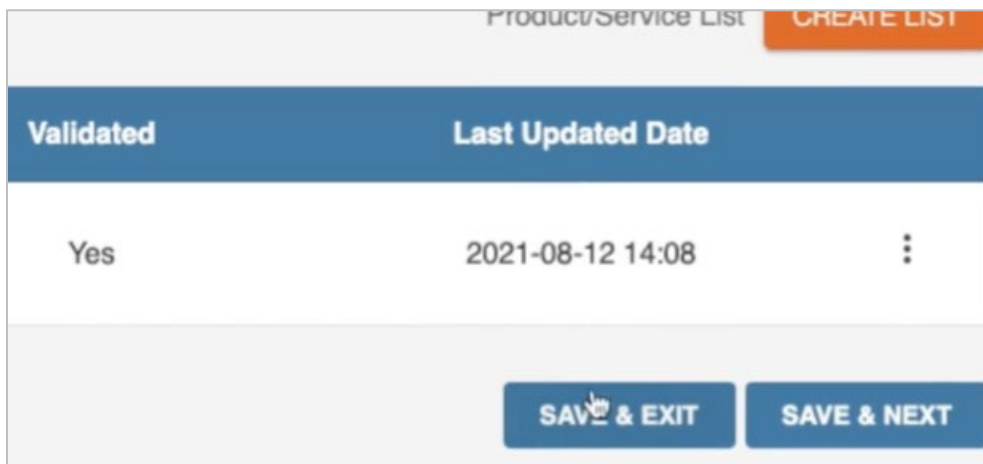 Product/Service List CREATE LIST
Validated Last Updated Date
Yes 2021-08-12 14:08
SAVE & EXIT SAVE & NEXT